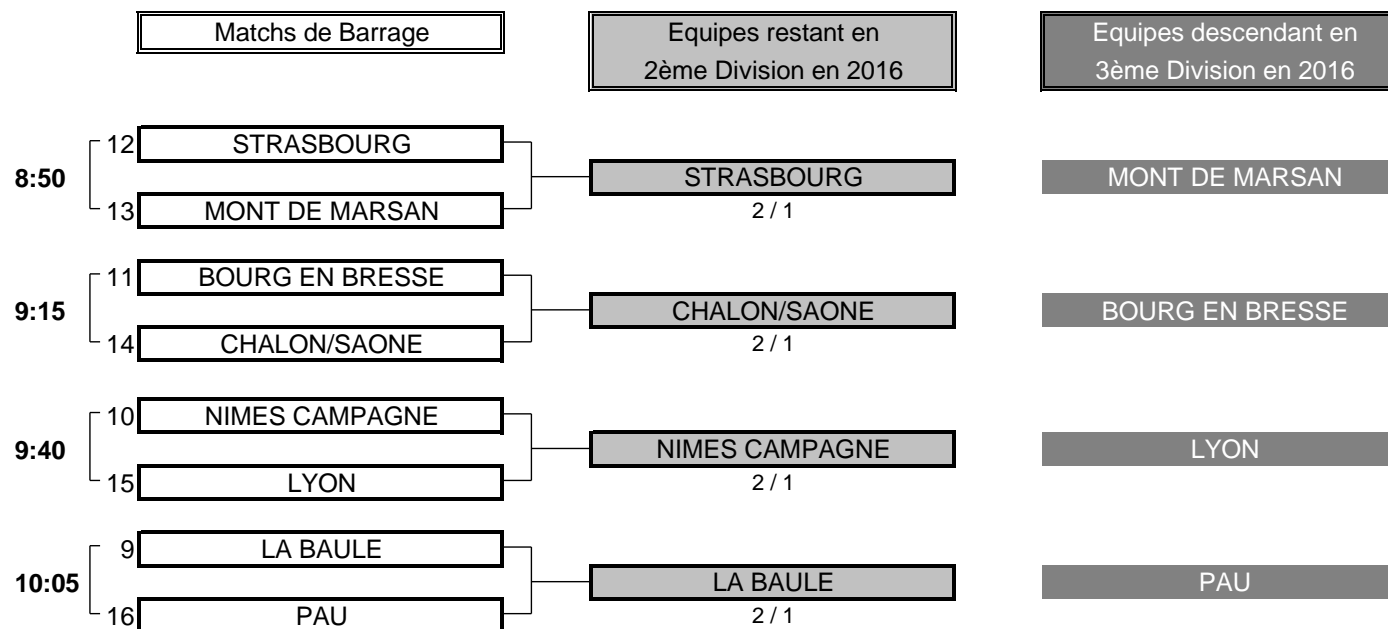 Matchs de Barrage
Equipes restant en
2ème Division en 2016
Equipes descendant en
3ème Division en 2016
12 STRASBOURG
8:50
STRASBOURG
MONT DE MARSAN
13 MONT DE MARSAN
2 / 1
11 BOURG EN BRESSE
9:15
CHALON/SAONE
BOURG EN BRESSE
14 CHALON/SAONE
2 / 1
10 NIMES CAMPAGNE
9:40
NIMES CAMPAGNE
LYON
15 LYON
2 / 1
9 LA BAULE
10:05
LA BAULE
PAU
16 PAU
2 / 1